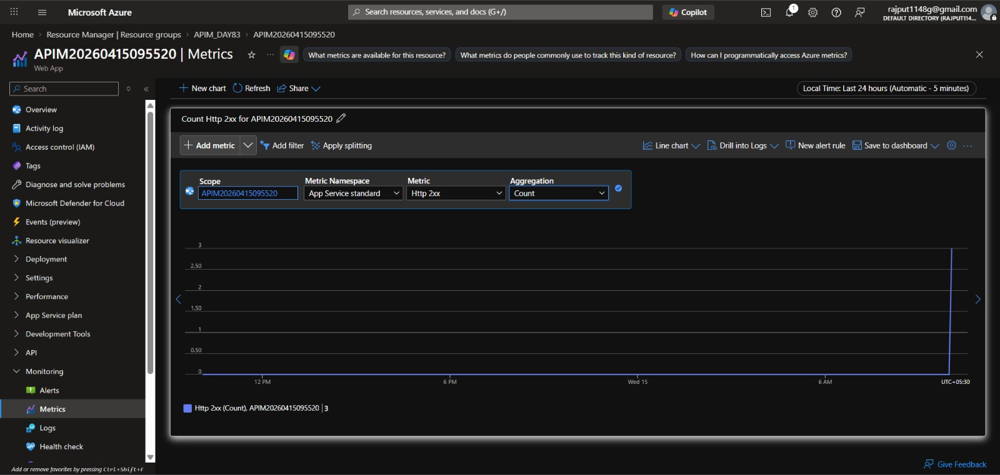 Microsoft Azure
Search resources, services, and docs (G+/)
Copilot
1
rajput1148g@gmail.com
DEFAULT DIRECTORY (RAJPUT114...
Home > Resource Manager | Resource groups > APIM_DAY83 > APIM20260415095520
APIM20260415095520 | Metrics
Web App
What metrics are available for this resource?
What metrics do people commonly use to track this kind of resource?
How can I programmatically access Azure metrics?
Search
Overview
Activity log
Access control (IAM)
Tags
Diagnose and solve problems
Microsoft Defender for Cloud
Events (preview)
Resource visualizer
Deployment
Settings
Performance
App Service plan
Development Tools
API
Monitoring
Alerts
Metrics
Logs
Health check
Add or remove favorites by pressing Ctrl+Shift+F
New chart Refresh Share
Local Time: Last 24 hours (Automatic - 5 minutes)
Count Http 2xx for APIM20260415095520
Add metric Add filter Apply splitting
Line chart Drill into Logs New alert rule Save to dashboard ...
Scope Metric Namespace Metric Aggregation
APIM20260415095520 App Service standard Http 2xx Count
3
2.50
2
1.50
1
0.50
0
12 PM 6 PM Wed 15 6 AM UTC+05:30
Http 2xx (Count), APIM20260415095520 | 3
Give Feedback